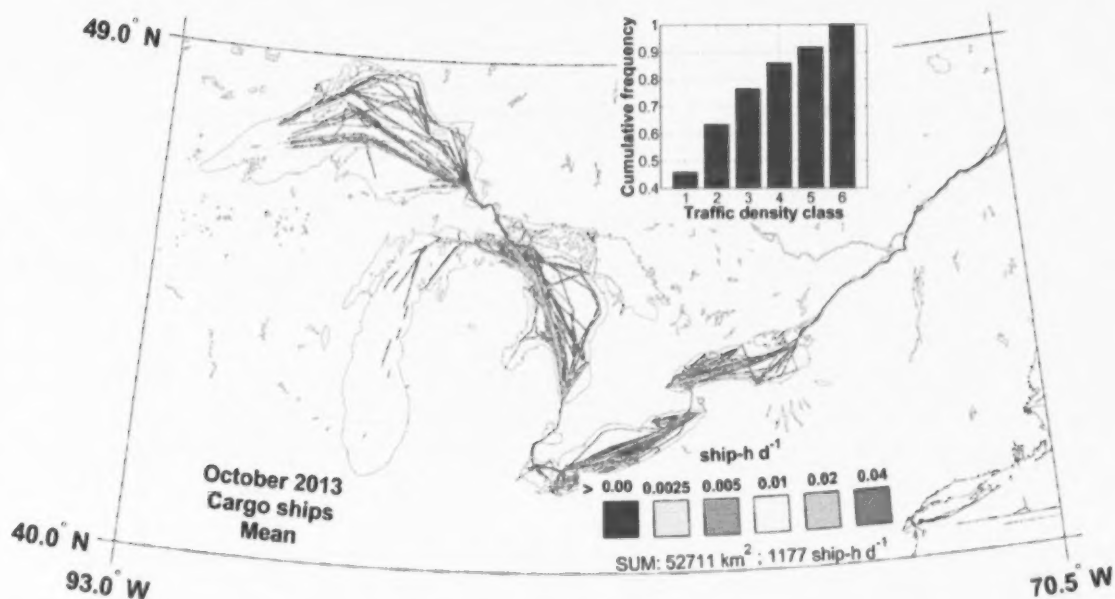 49.0° N
Cumulative frequency
1
0.9
0.8
0.7
0.6
0.5
0.4
1 2 3 4 5 6
Traffic density class
October 2013
Cargo ships
Mean
ship-h d-1
> 0.00 0.0025 0.005 0.01 0.02 0.04
SUM: 52711 km2 ; 1177 ship-h d-1
40.0° N
93.0° W
70.5° W